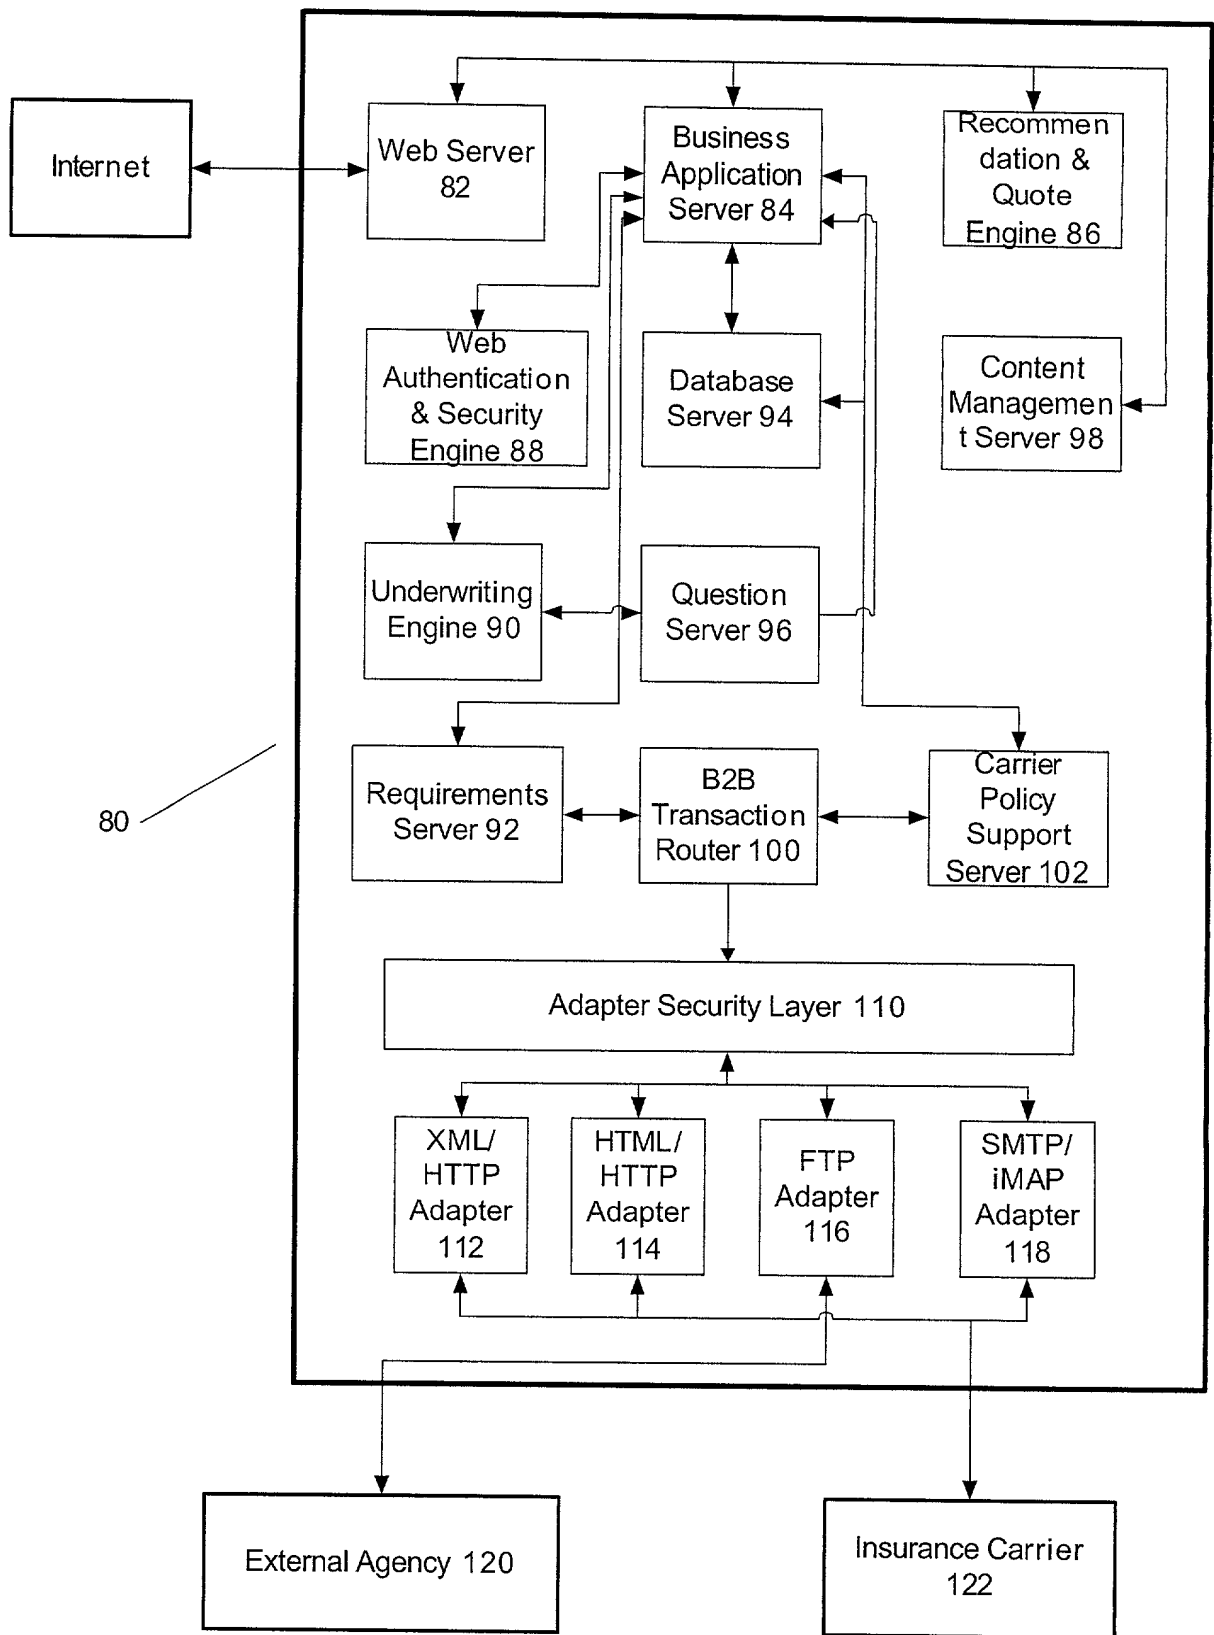 Internet
Web Server
82
Business
Application
Server 84
Recommen
dation &
Quote
Engine 86
Web
Authentication
& Security
Engine 88
Database
Server 94
Content
Managemen
t Server 98
Underwriting
Engine 90
Question
Server 96
80
Requirements
Server 92
B2B
Transaction
Router 100
Carrier
Policy
Support
Server 102
Adapter Security Layer 110
XML/
HTTP
Adapter
112
HTML/
HTTP
Adapter
114
FTP
Adapter
116
SMTP/
iMAP
Adapter
118
External Agency 120
Insurance Carrier
122